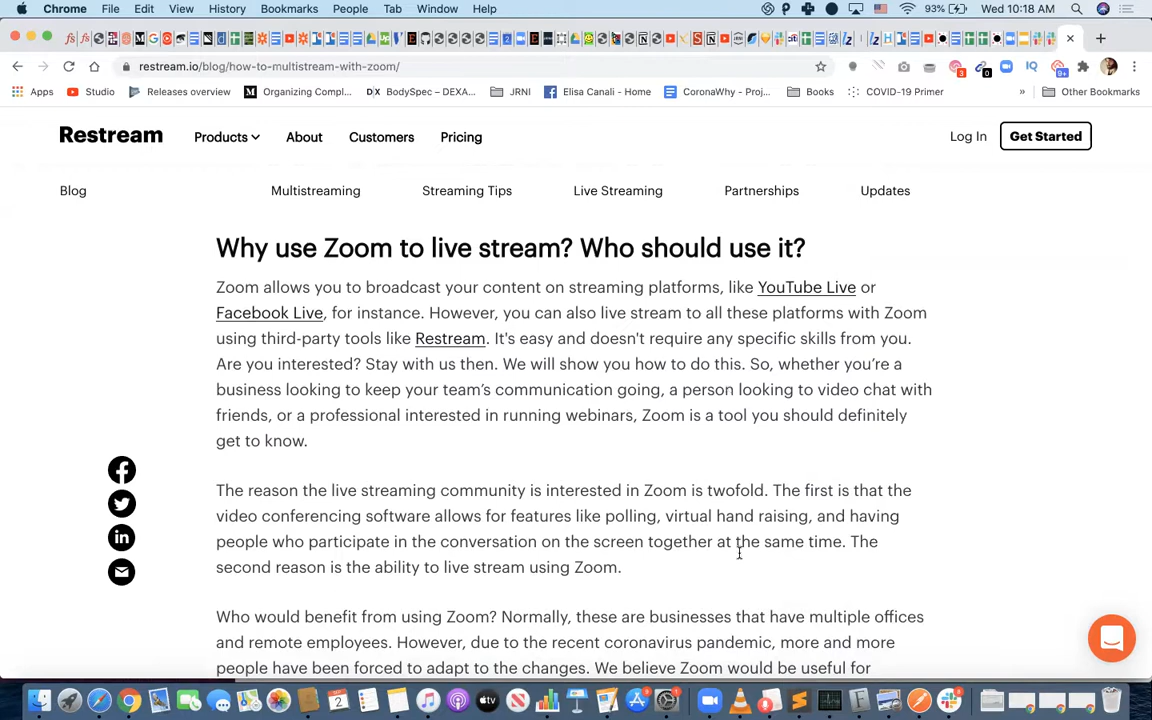 Chrome File Edit View History Bookmarks People Tab Window Help 93% Wed 10:18 AM
restream.io/blog/how-to-multistream-with-zoom/ 3 0 IQ 9+
Apps Studio Releases overview Organizing Compl... BodySpec – DEXA... JRNI Elisa Canali - Home CoronaWhy - Proj... Books COVID-19 Primer » Other Bookmarks
Restream Products About Customers Pricing Log In Get Started
Blog Multistreaming Streaming Tips Live Streaming Partnerships Updates
Why use Zoom to live stream? Who should use it?
Zoom allows you to broadcast your content on streaming platforms, like YouTube Live or
Facebook Live, for instance. However, you can also live stream to all these platforms with Zoom
using third-party tools like Restream. It's easy and doesn't require any specific skills from you.
Are you interested? Stay with us then. We will show you how to do this. So, whether you’re a
business looking to keep your team’s communication going, a person looking to video chat with
friends, or a professional interested in running webinars, Zoom is a tool you should definitely
get to know.
The reason the live streaming community is interested in Zoom is twofold. The first is that the
video conferencing software allows for features like polling, virtual hand raising, and having
people who participate in the conversation on the screen together at the same time. The
second reason is the ability to live stream using Zoom.
Who would benefit from using Zoom? Normally, these are businesses that have multiple offices
and remote employees. However, due to the recent coronavirus pandemic, more and more
people have been forced to adapt to the changes. We believe Zoom would be useful for